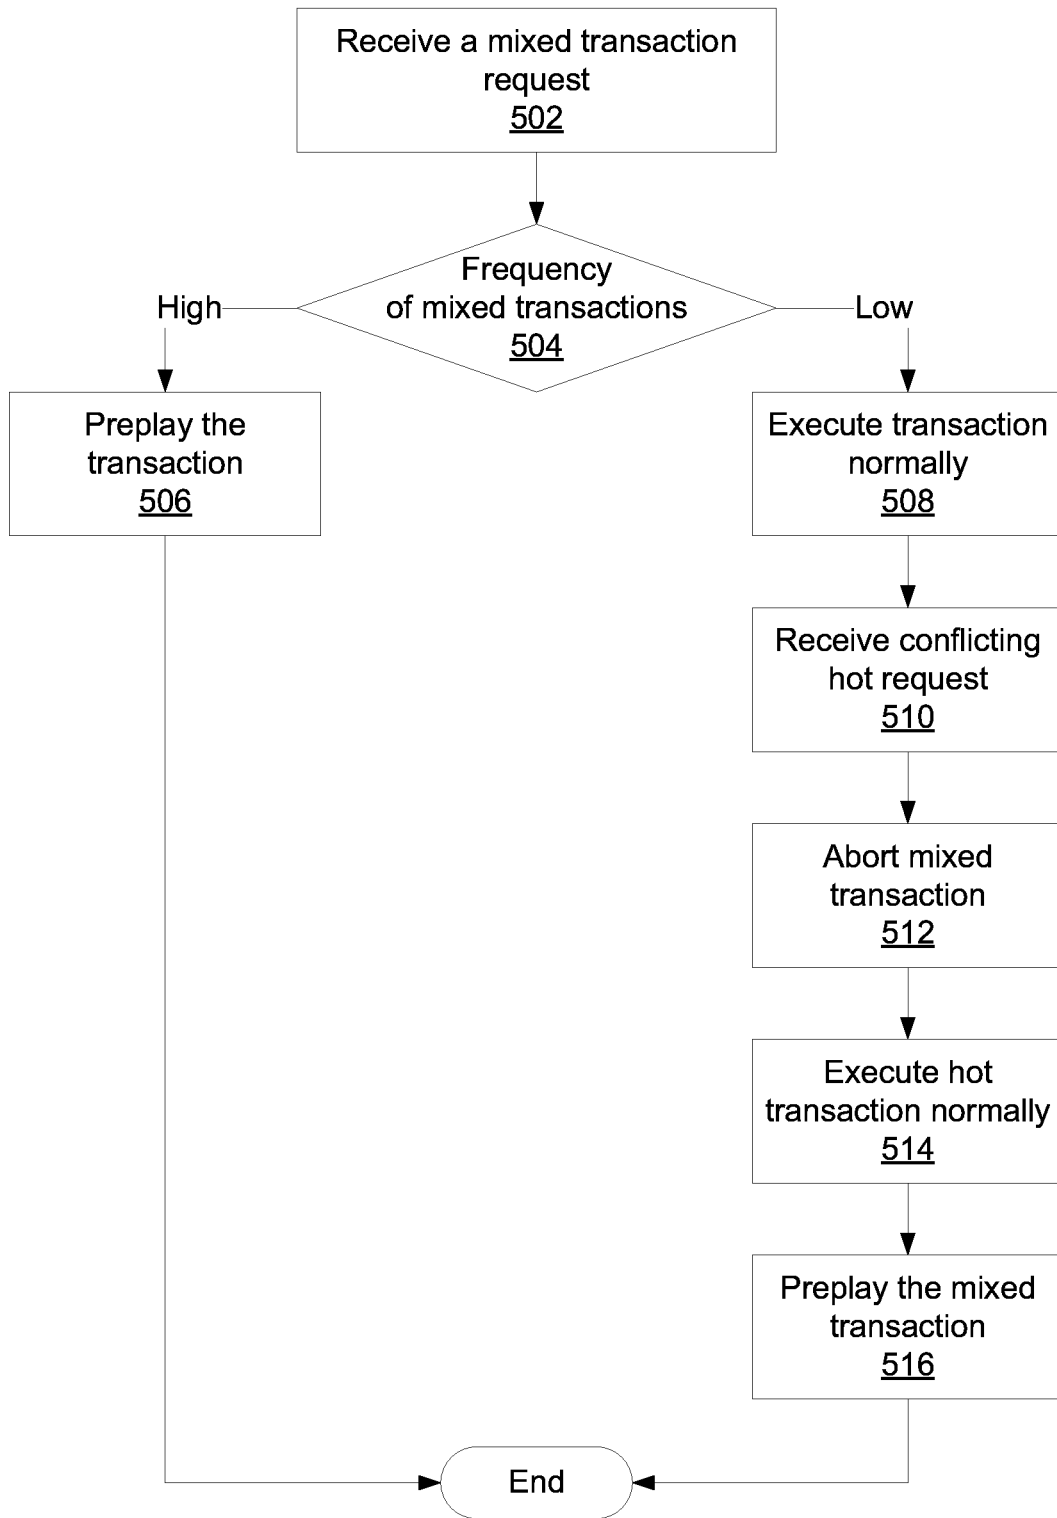 Receive a mixed transaction
request
502
Frequency
of mixed transactions
504
High
Low
Preplay the
transaction
506
Execute transaction
normally
508
Receive conflicting
hot request
510
Abort mixed
transaction
512
Execute hot
transaction normally
514
Preplay the mixed
transaction
516
End